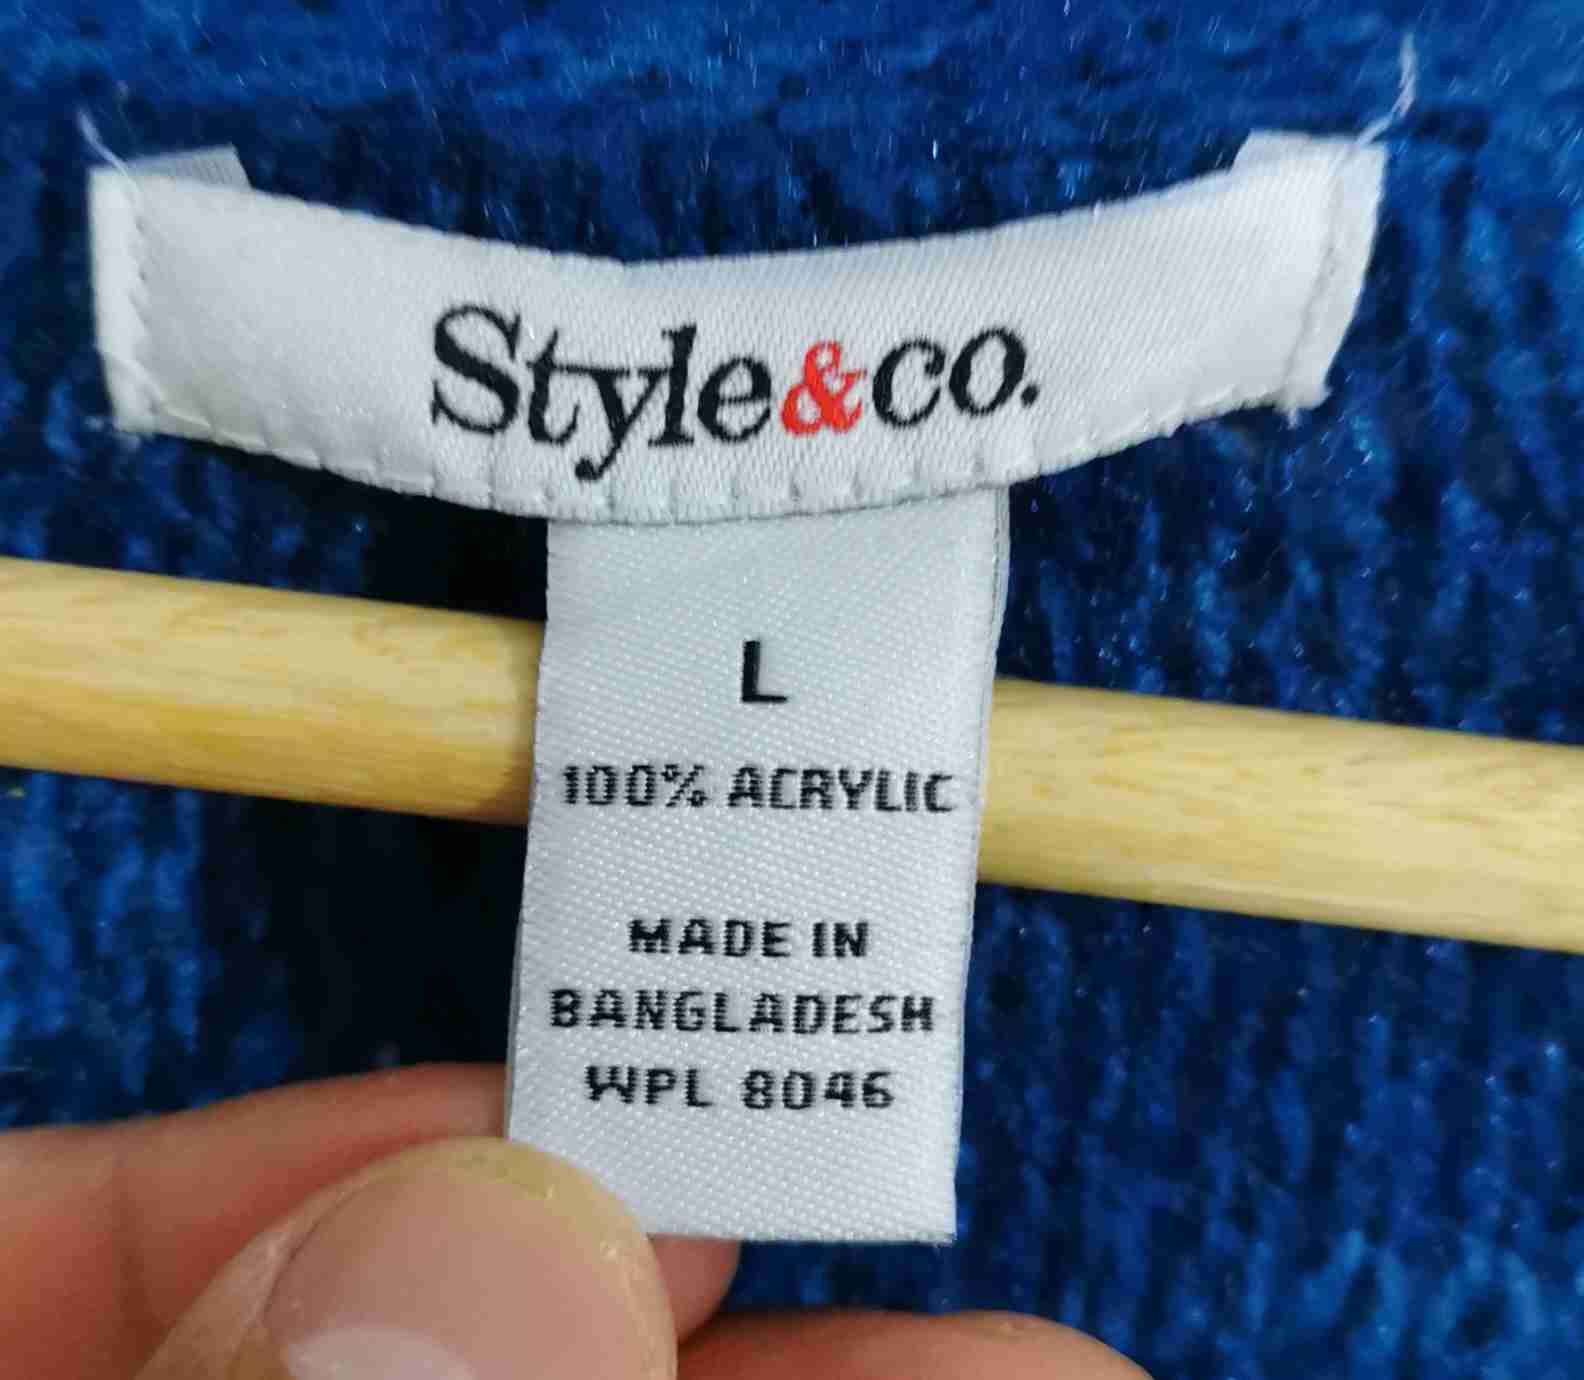 Style&co.
L
100% ACRYLIC
MADE IN
BANGLADESH
WPL 8046